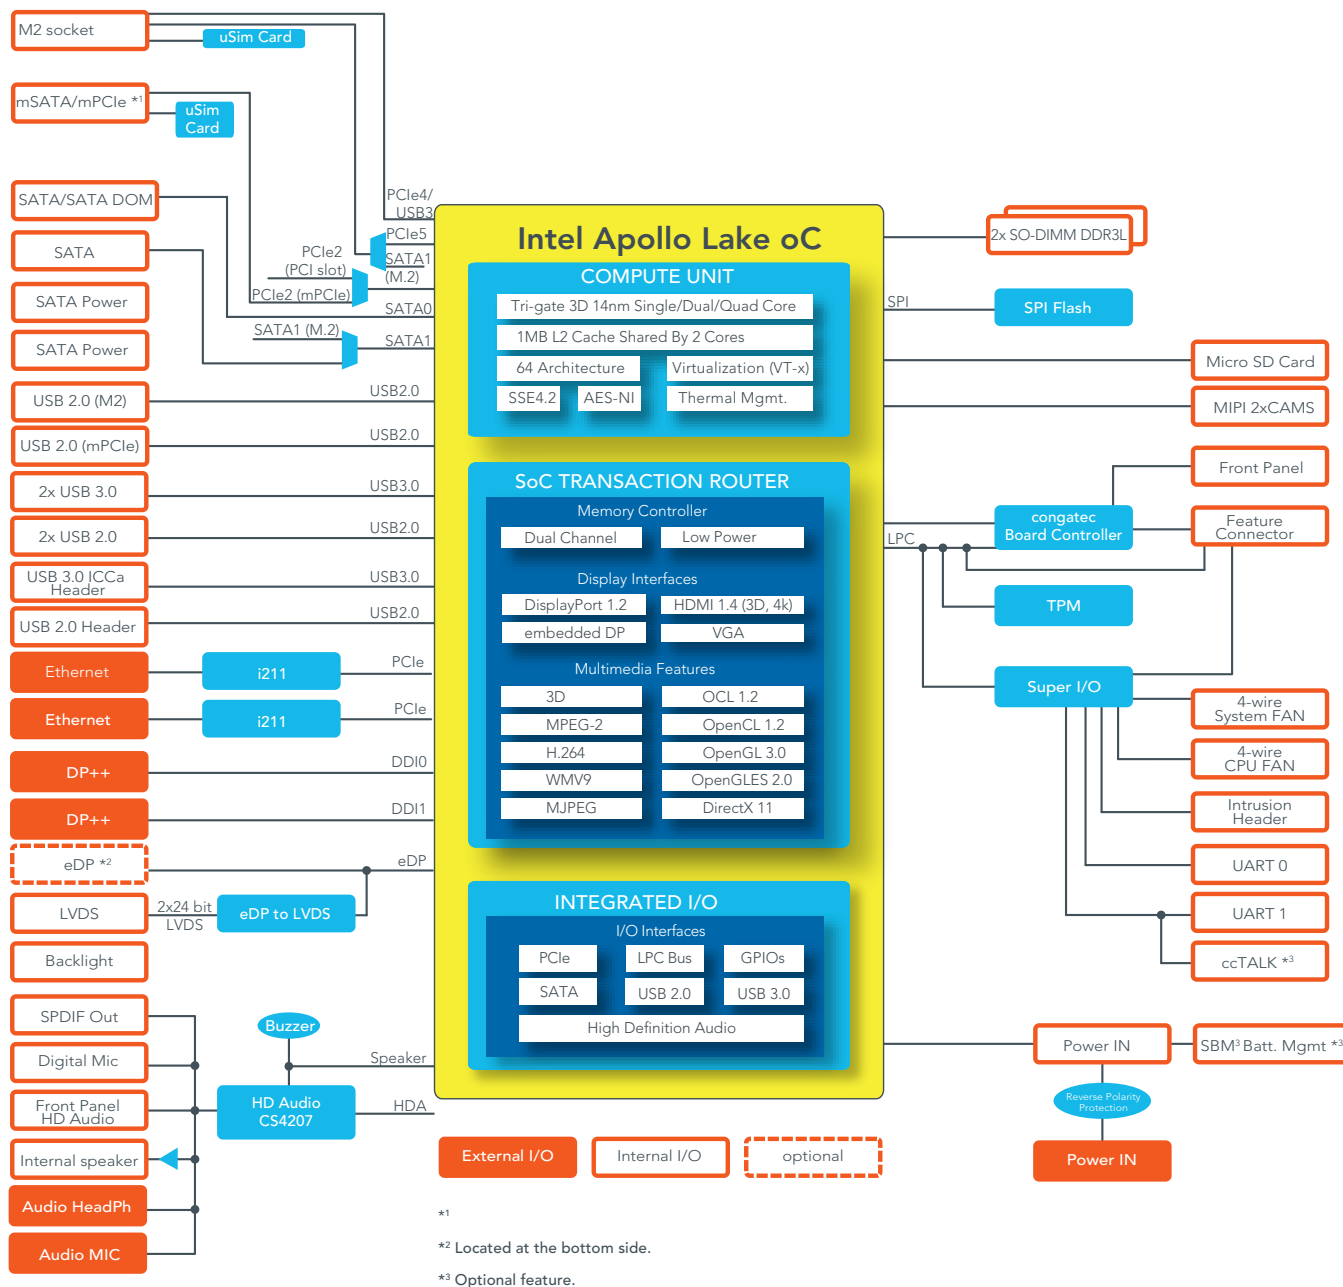 M2 socket
uSim Card
mSATA/mPCIe *1
uSim
Card
SATA/SATA DOM
SATA
SATA Power
SATA Power
USB 2.0 (M2)
USB 2.0 (mPCIe)
2x USB 3.0
2x USB 2.0
USB 3.0 ICCa
Header
USB 2.0 Header
Ethernet
i211
Ethernet
i211
DP++
DP++
eDP *2
LVDS
2x24 bit
LVDS
eDP to LVDS
Backlight
SPDIF Out
Digital Mic
Front Panel
HD Audio
Internal speaker
Audio HeadPh
Audio MIC
Buzzer
HD Audio
CS4207
PCIe4/
USB3
PCIe5
SATA1
(M.2)
PCIe2
(PCI slot)
PCIe2 (mPCIe)
SATA0
SATA1 (M.2)
SATA1
USB2.0
USB2.0
USB3.0
USB2.0
USB3.0
USB2.0
PCIe
PCIe
DDI0
DDI1
eDP
Speaker
HDA
Intel Apollo Lake oC
COMPUTE UNIT
Tri-gate 3D 14nm Single/Dual/Quad Core
1MB L2 Cache Shared By 2 Cores
64 Architecture
Virtualization (VT-x)
SSE4.2
AES-NI
Thermal Mgmt.
SoC TRANSACTION ROUTER
Memory Controller
Dual Channel
Low Power
Display Interfaces
DisplayPort 1.2
HDMI 1.4 (3D, 4k)
embedded DP
VGA
Multimedia Features
3D
OCL 1.2
MPEG-2
OpenCL 1.2
H.264
OpenGL 3.0
WMV9
OpenGLES 2.0
MJPEG
DirectX 11
INTEGRATED I/O
I/O Interfaces
PCIe
LPC Bus
GPIOs
SATA
USB 2.0
USB 3.0
High Definition Audio
2x SO-DIMM DDR3L
SPI
SPI Flash
Micro SD Card
MIPI 2xCAMS
Front Panel
congatec
Board Controller
Feature
Connector
LPC
TPM
Super I/O
4-wire
System FAN
4-wire
CPU FAN
Intrusion
Header
UART 0
UART 1
ccTALK *3
Power IN
SBM3 Batt. Mgmt *3
Reverse Polarity
Protection
Power IN
External I/O
Internal I/O
optional
*1
*2 Located at the bottom side.
*3 Optional feature.